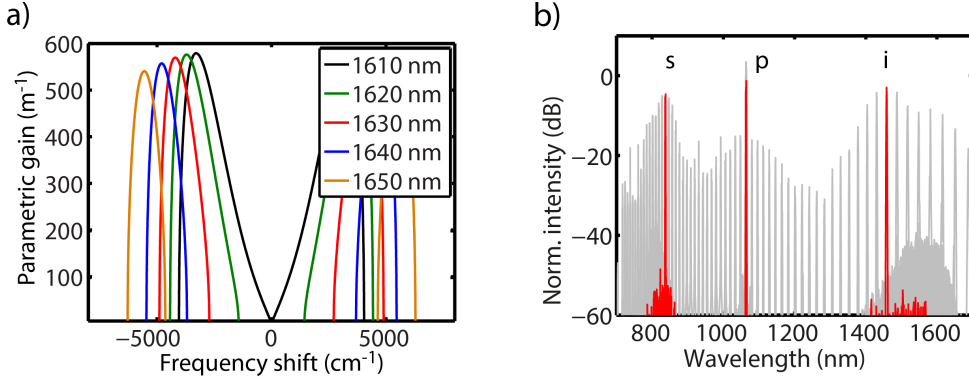 a)
Parametric gain (m⁻¹)
600
500
400
300
200
100
−5000
0
5000
Frequency shift (cm⁻¹)
1610 nm
1620 nm
1630 nm
1640 nm
1650 nm
b)
Norm. intensity (dB)
0
−20
−40
−60
s
p
i
800
1000
1200
1400
1600
Wavelength (nm)